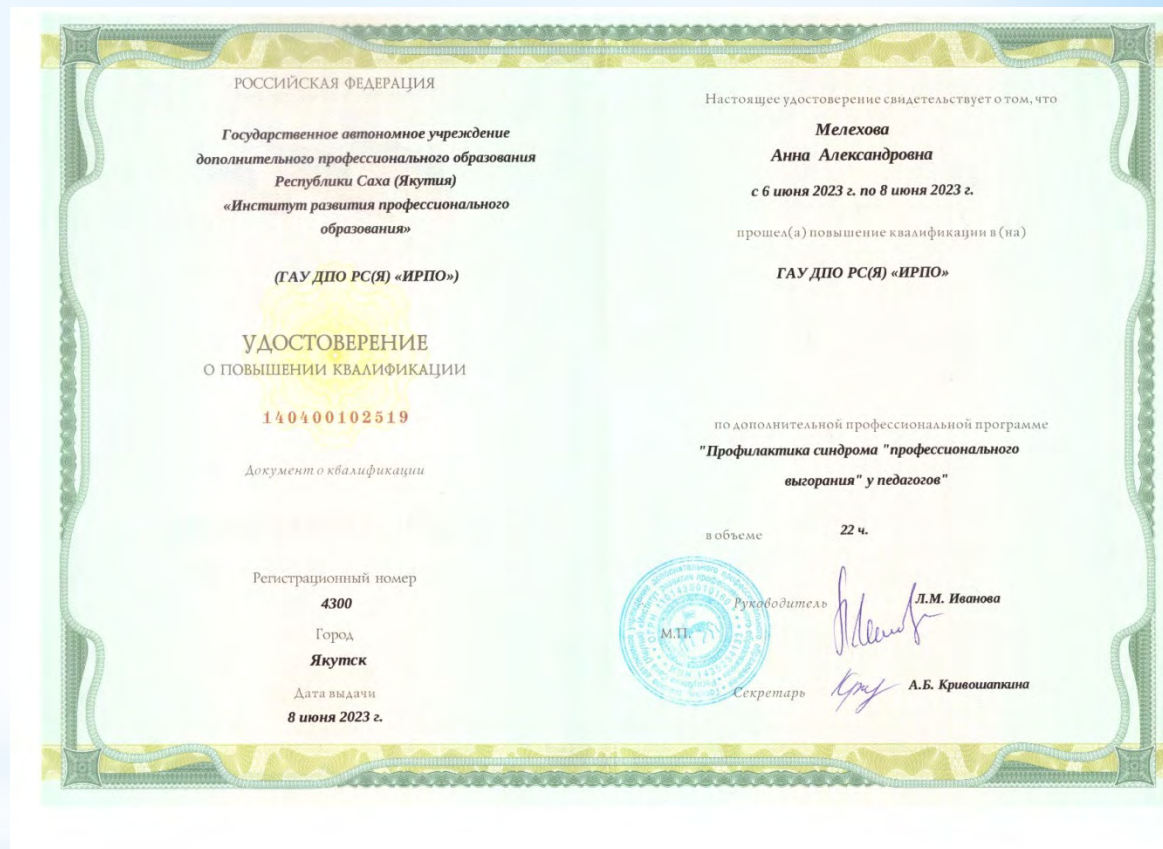 РОССИЙСКАЯ ФЕДЕРАЦИЯ
Государственное автономное учреждение
дополнительного профессионального образования
Республики Саха (Якутия)
«Институт развития профессионального
образования»
(ГАУ ДПО РС(Я) «ИРПО»)
УДОСТОВЕРЕНИЕ
О ПОВЫШЕНИИ КВАЛИФИКАЦИИ
140400102519
Документ о квалификации
Регистрационный номер
4300
Город
Якутск
Дата выдачи
8 июня 2023 г.
Настоящее удостоверение свидетельствует о том, что
Мелехова
Анна Александровна
с 6 июня 2023 г. по 8 июня 2023 г.
прошел(а) повышение квалификации в (на)
ГАУ ДПО РС(Я) «ИРПО»
по дополнительной профессиональной программе
"Профилактика синдрома "профессионального
выгорания" у педагогов"
в объеме 22 ч.
Руководитель Л.М. Иванова
М.П.
Секретарь А.Б. Кривошапкина